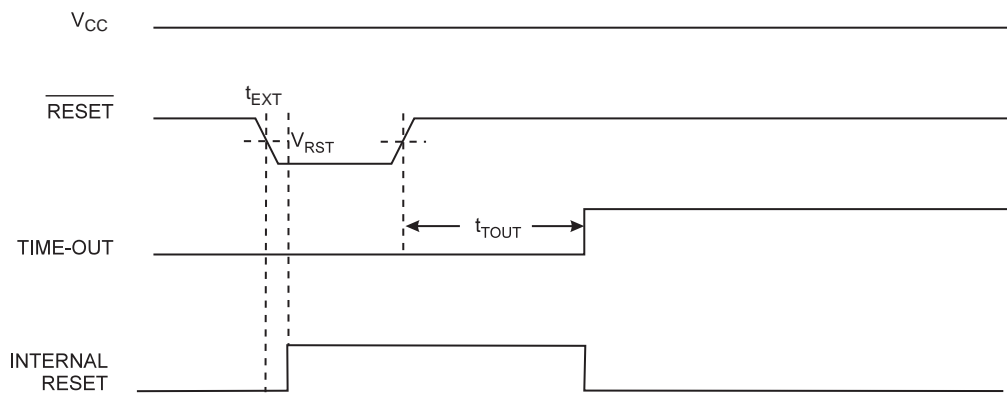 VCC
RESET
tEXT
VRST
tTOUT
TIME-OUT
INTERNAL
RESET